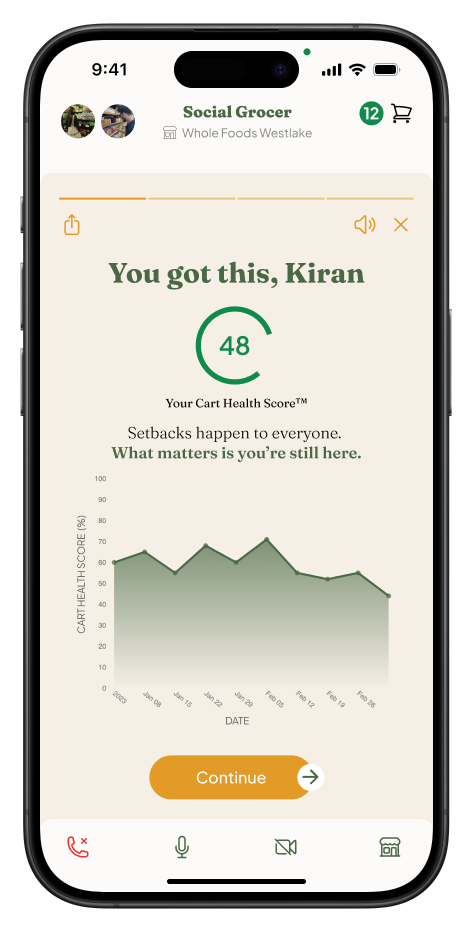 9:41
Social Grocer
Whole Foods Westlake
12
You got this, Kiran
48
Your Cart Health Score™
Setbacks happen to everyone.
What matters is you’re still here.
CART HEALTH SCORE (%)
100
90
80
70
60
50
40
30
20
10
0
2023
Jan 08
Jan 15
Jan 22
Jan 29
Feb 05
Feb 12
Feb 19
Feb 26
DATE
Continue